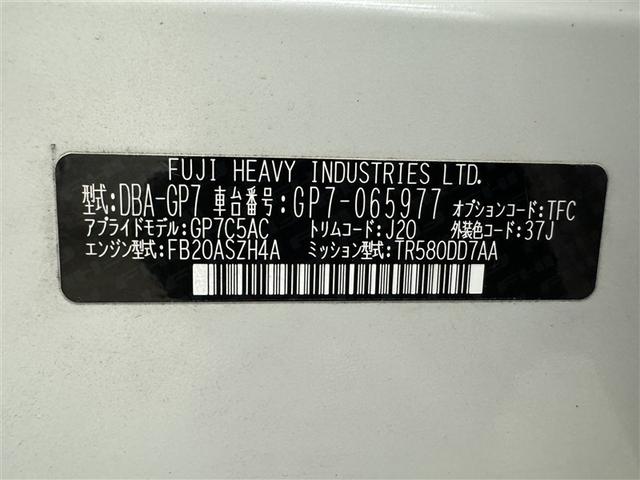 FUJI HEAVY INDUSTRIES LTD.
型式:DBA-GP7 車台番号:GP7-065977 オプションコード:TFC
アプライドモデル:GP7C5AC トリムコード:J20 外装色コード:37J
エンジン型式:FB20ASZH4A ミッション型式:TR580DD7AA